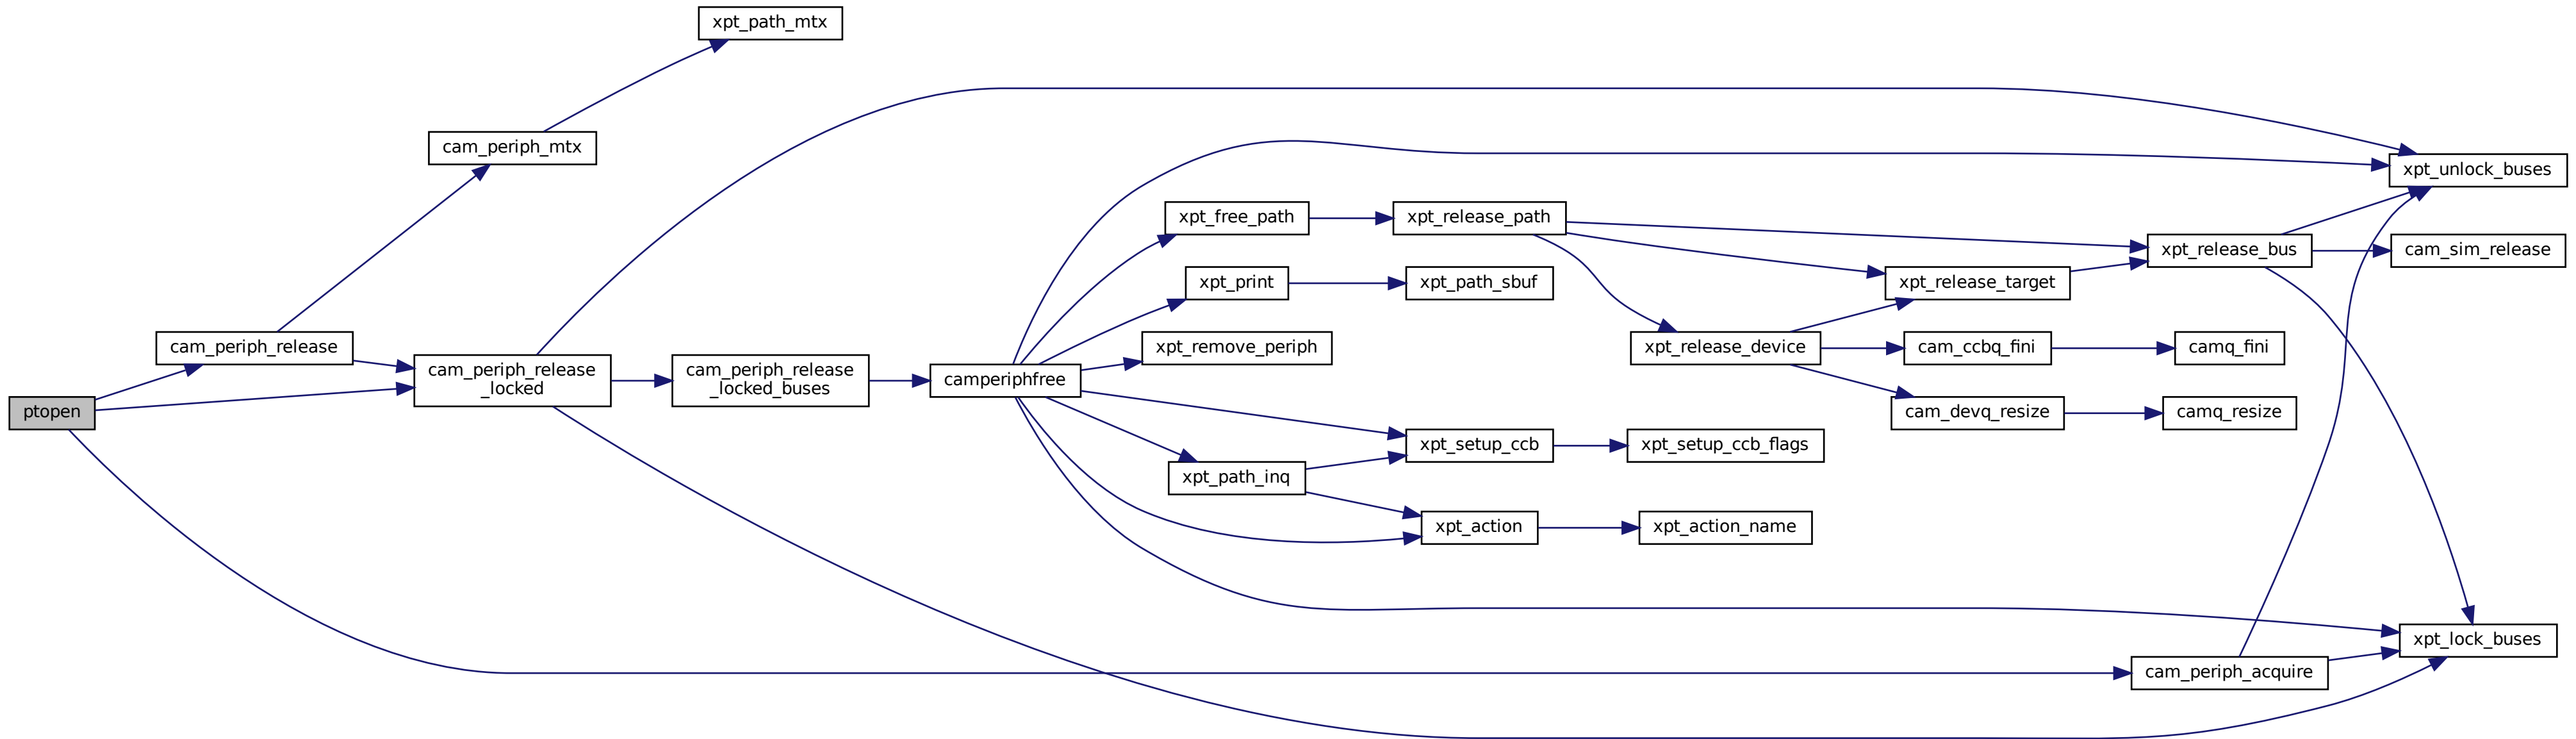 xpt_path_mtx
cam_periph_mtx
xpt_unlock_buses
xpt_free_path
xpt_release_path
xpt_release_bus
cam_sim_release
xpt_print
xpt_path_sbuf
xpt_release_target
cam_periph_release
xpt_remove_periph
xpt_release_device
cam_ccbq_fini
camq_fini
cam_periph_release
_locked
cam_periph_release
_locked_buses
camperiphfree
ptopen
cam_devq_resize
camq_resize
xpt_setup_ccb
xpt_setup_ccb_flags
xpt_path_inq
xpt_action
xpt_action_name
xpt_lock_buses
cam_periph_acquire